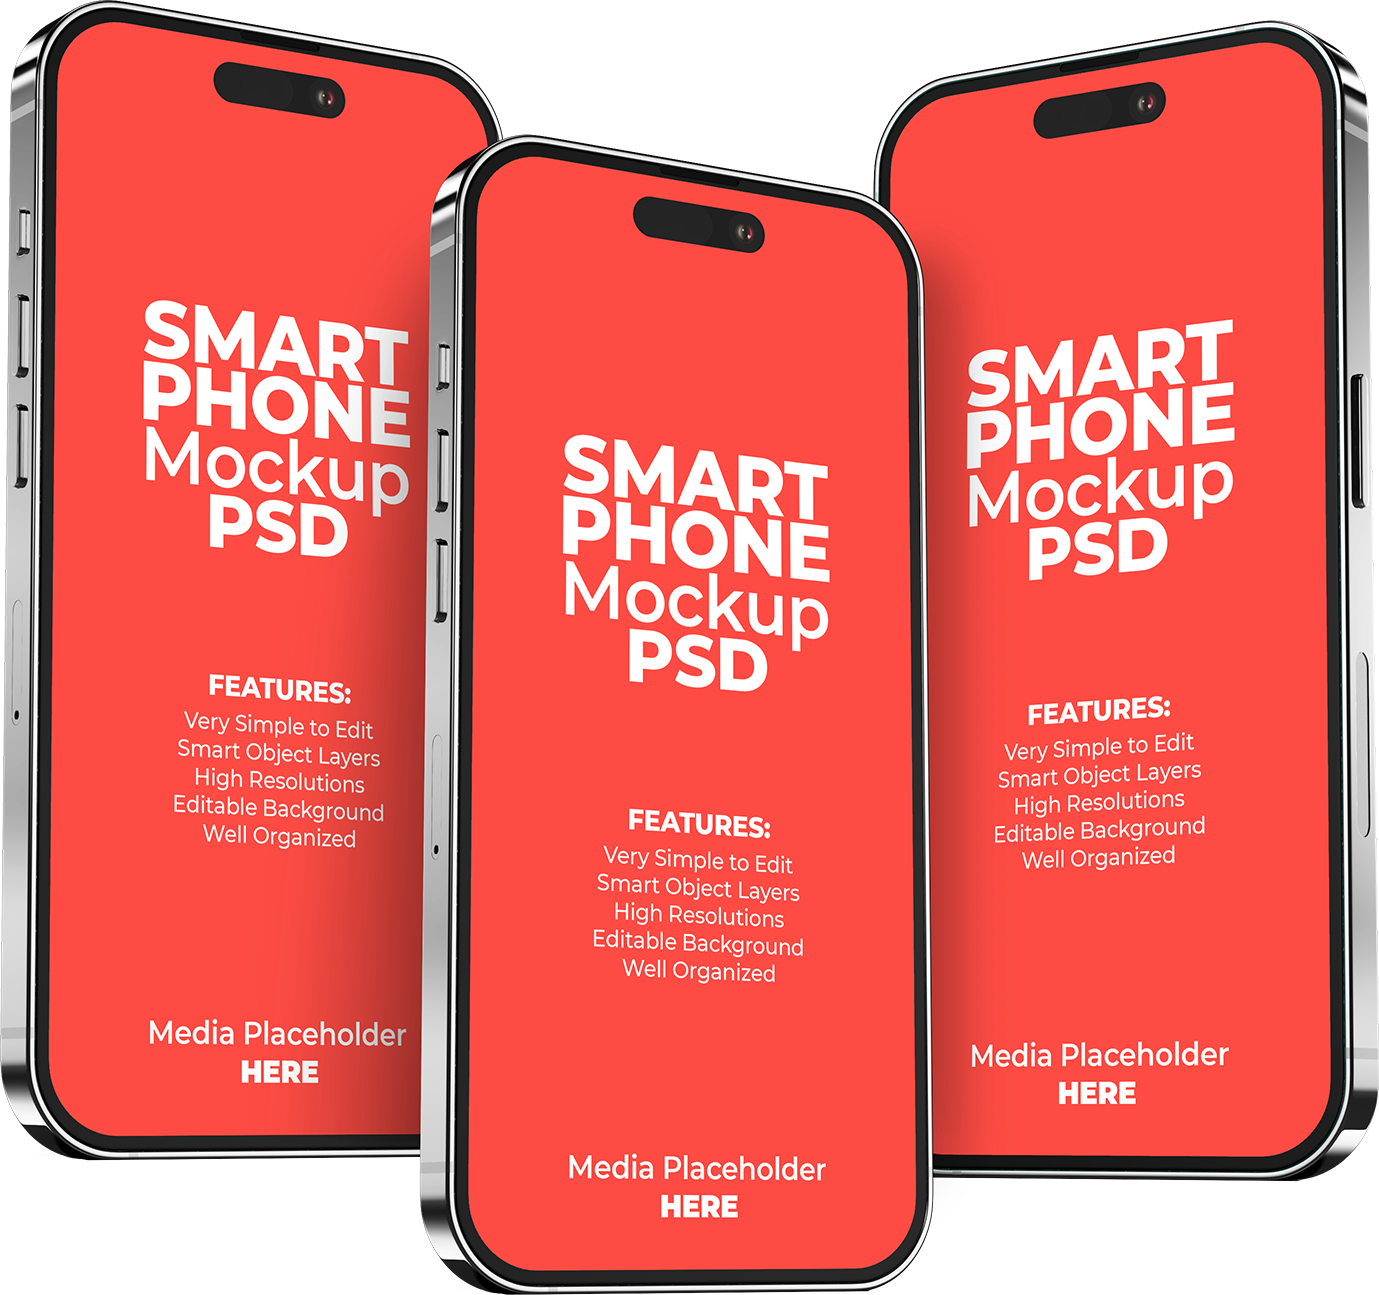 SMART
PHONE
Mockup
PSD
FEATURES:
Very Simple to Edit
Smart Object Layers
High Resolutions
Editable Background
Well Organized
Media Placeholder
HERE
SMART
PHONE
Mockup
PSD
FEATURES:
Very Simple to Edit
Smart Object Layers
High Resolutions
Editable Background
Well Organized
Media Placeholder
HERE
SMART
PHONE
Mockup
PSD
FEATURES:
Very Simple to Edit
Smart Object Layers
High Resolutions
Editable Background
Well Organized
Media Placeholder
HERE